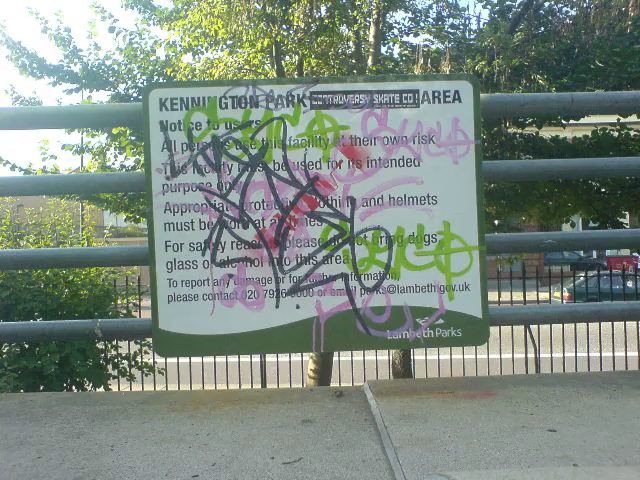 KENNINGTON PARK CONTROVERSY SKATE CO! AREA
Notice to users
All persons use this facility at their own risk
This facility must be used for its intended
purpose only
Appropriate protective clothing and helmets
must be worn at all times
For safety reasons please do not bring dogs,
glass or alcohol into this area
To report any damage or for further information,
please contact 020 7926 9000 or email parks@lambeth.gov.uk
Lambeth Parks